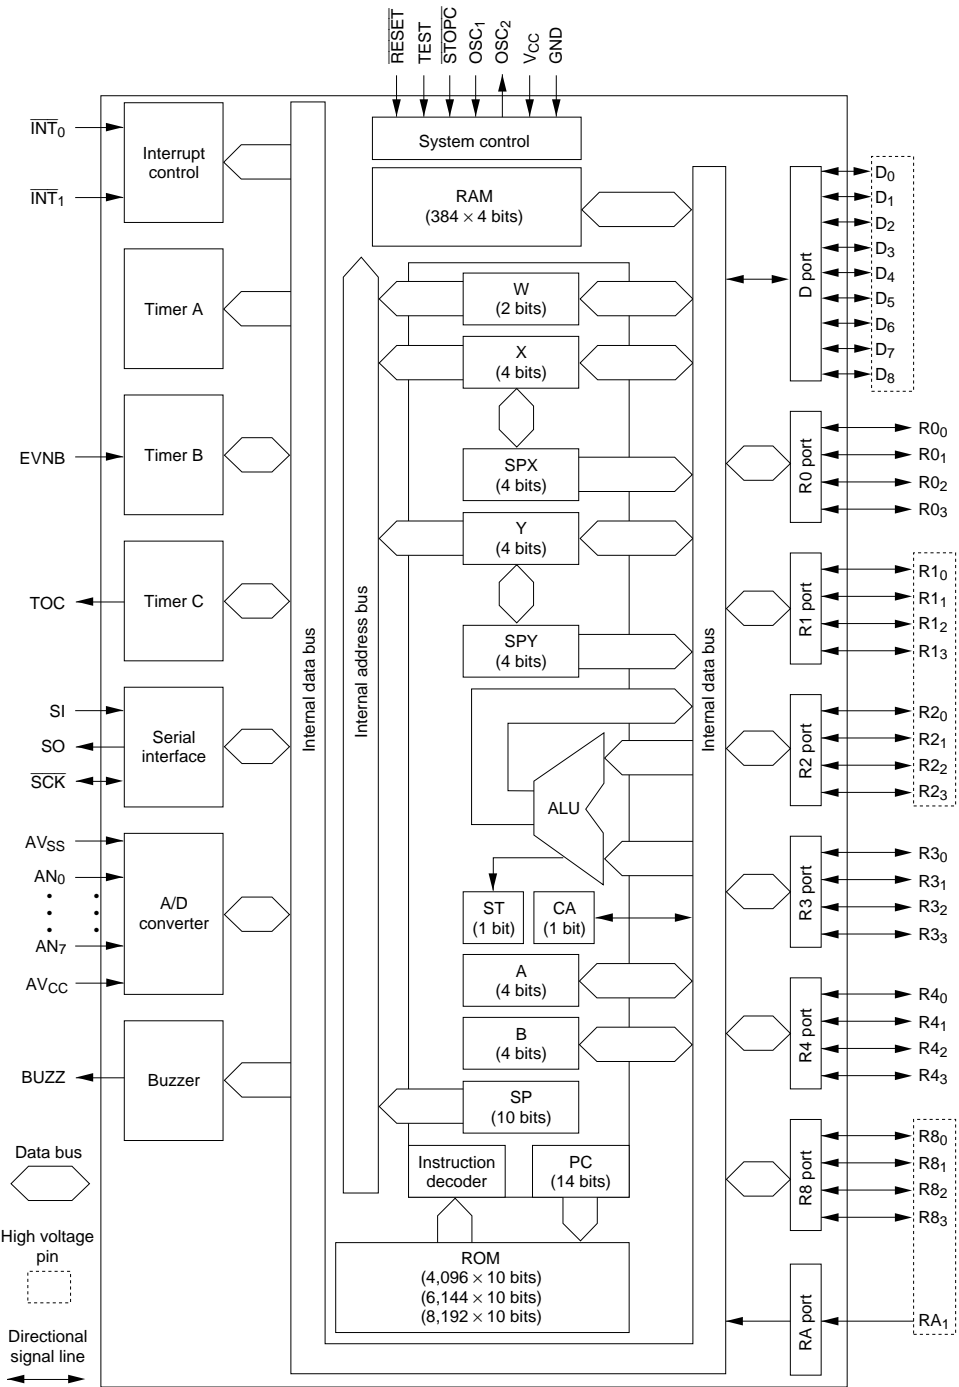 RESET
TEST
STOPC
OSC1
OSC2
VCC
GND
System control
INT0
INT1
Interrupt
control
Timer A
EVNB
Timer B
TOC
Timer C
SI
SO
SCK
Serial
interface
AVSS
AN0
AN7
AVCC
A/D
converter
BUZZ
Buzzer
Data bus
High voltage
pin
Directional
signal line
Internal data bus
Internal address bus
RAM
(384 × 4 bits)
W
(2 bits)
X
(4 bits)
SPX
(4 bits)
Y
(4 bits)
SPY
(4 bits)
ALU
ST
(1 bit)
CA
(1 bit)
A
(4 bits)
B
(4 bits)
SP
(10 bits)
Instruction
decoder
PC
(14 bits)
ROM
(4,096 × 10 bits)
(6,144 × 10 bits)
(8,192 × 10 bits)
Internal data bus
D port
D0
D1
D2
D3
D4
D5
D6
D7
D8
R0 port
R00
R01
R02
R03
R1 port
R10
R11
R12
R13
R2 port
R20
R21
R22
R23
R3 port
R30
R31
R32
R33
R4 port
R40
R41
R42
R43
R8 port
R80
R81
R82
R83
RA port
RA1